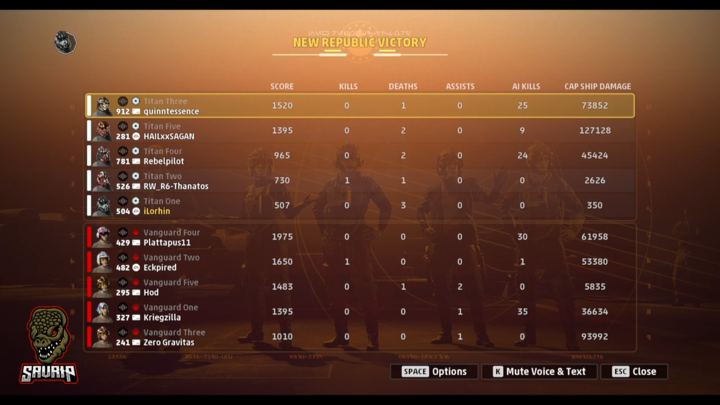 NEW REPUBLIC VICTORY
SCORE KILLS DEATHS ASSISTS AI KILLS CAP SHIP DAMAGE
Titan Three
912 quinntessence 1520 0 1 0 25 73852
Titan Five
281 HAILxxSAGAN 1395 0 2 0 9 127128
Titan Four
781 Rebelpilot 965 0 2 0 24 45424
Titan Two
526 RW_R6-Thanatos 730 1 1 0 0 2626
Titan One
504 iLorhin 507 0 3 0 0 350
Vanguard Four
429 Plattapus11 1975 0 0 0 30 61958
Vanguard Two
482 Eckpired 1650 1 0 0 1 53380
Vanguard Five
295 Hod 1483 0 1 2 0 5835
Vanguard One
327 Kriegzilla 1395 0 0 1 35 36634
Vanguard Three
241 Zero Gravitas 1010 0 0 1 0 93992
SAURIA
SPACE Options K Mute Voice & Text ESC Close